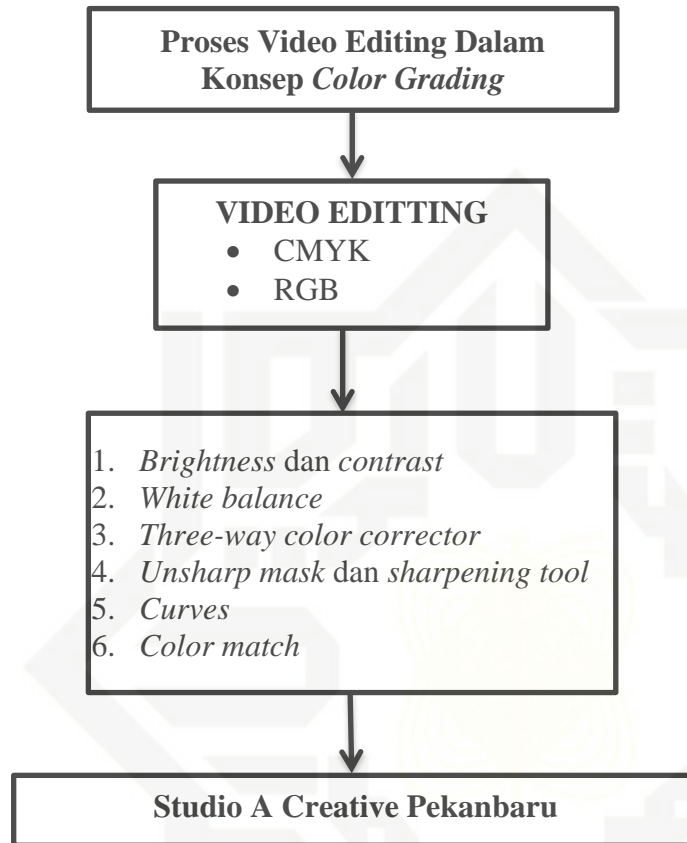 Proses Video Editing Dalam
Konsep Color Grading
VIDEO EDITTING
• CMYK
• RGB
1. Brightness dan contrast
2. White balance
3. Three-way color corrector
4. Unsharp mask dan sharpening tool
5. Curves
6. Color match
Studio A Creative Pekanbaru